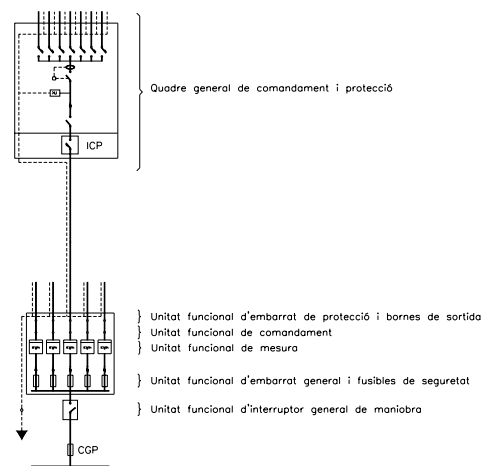 Quadre general de comandament i protecció
ICP
Unitat funcional d'embarrat de protecció i bornes de sortida
Unitat funcional de comandament
Unitat funcional de mesura
Unitat funcional d'embarrat general i fusibles de seguretat
Unitat funcional d'interruptor general de maniobra
CGP